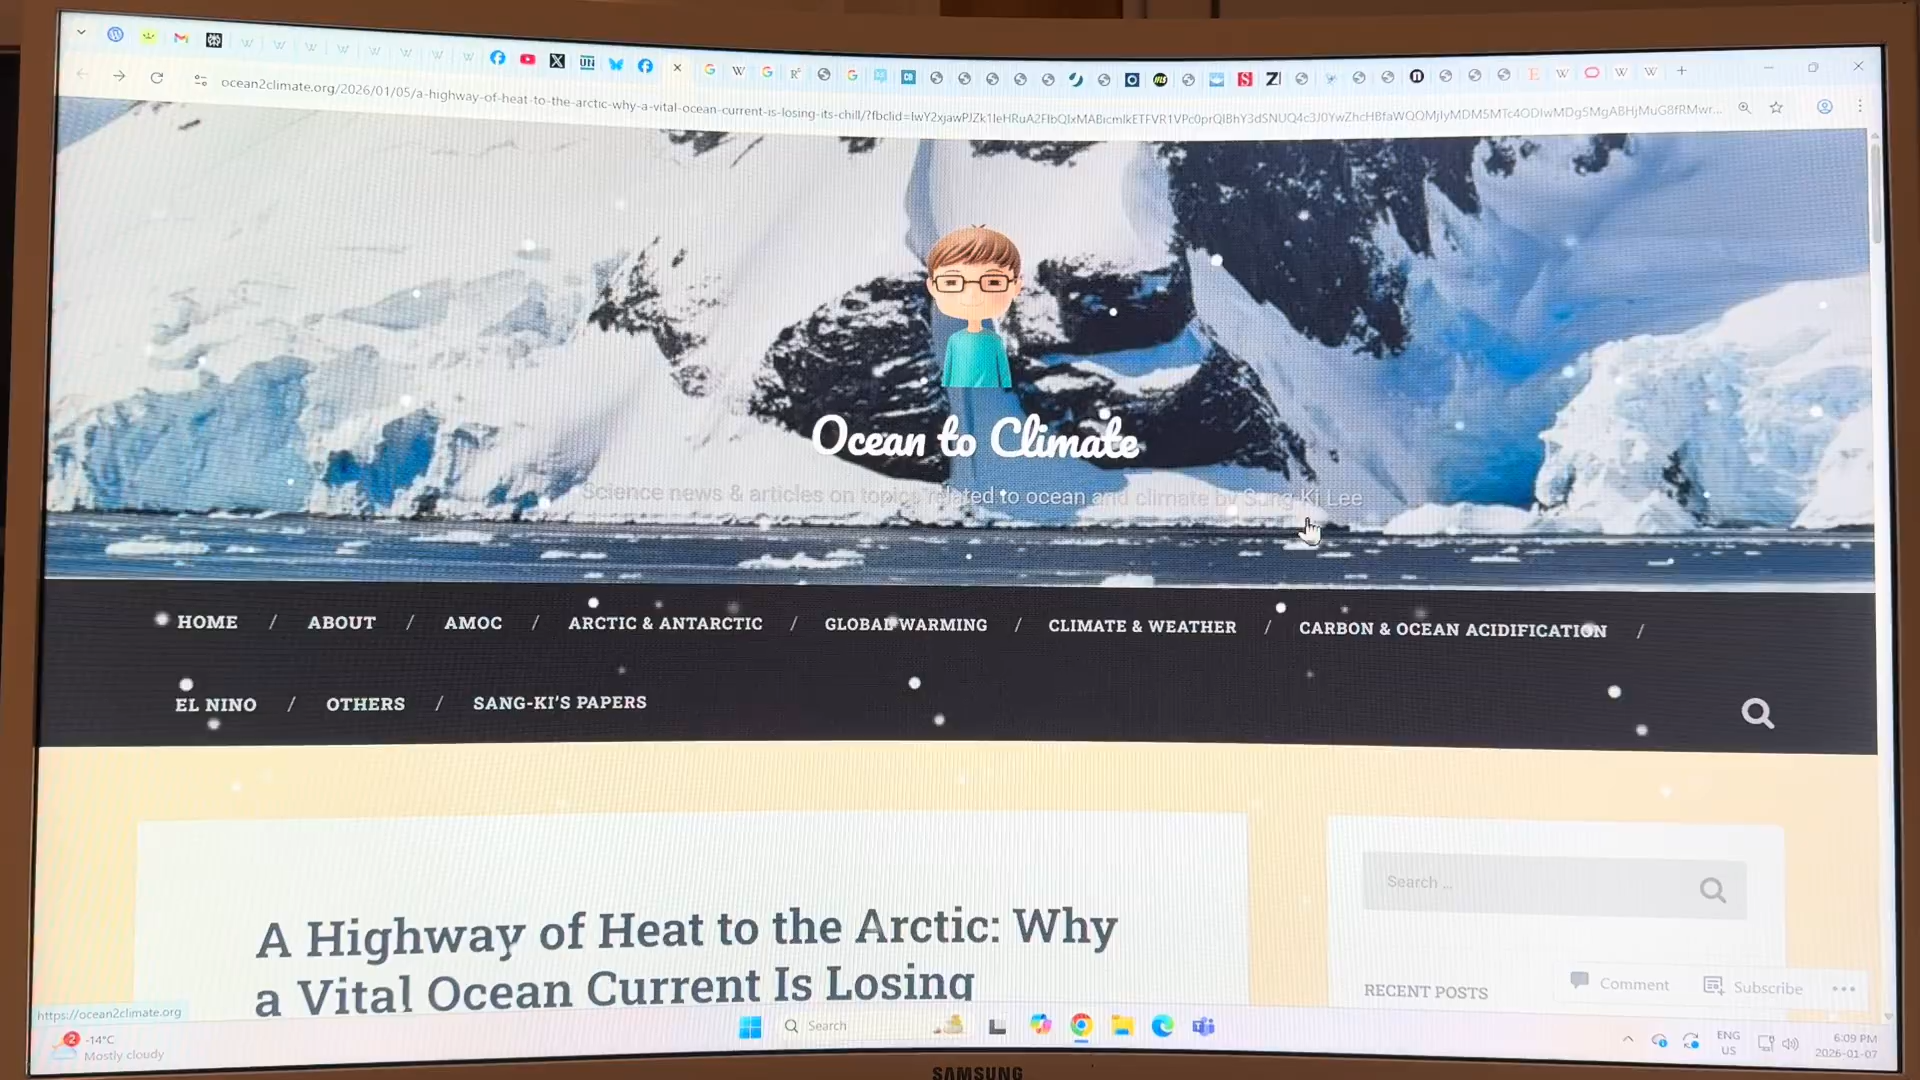 ocean2climate.org/2026/01/05/a-highway-of-heat-to-the-arctic-why-a-vital-ocean-current-is-losing-its-chill/?fbclid=
Ocean to Climate
Science news & articles on topics related to ocean and climate by Sang-Ki Lee
HOME / ABOUT / AMOC / ARCTIC & ANTARCTIC / GLOBAL WARMING / CLIMATE & WEATHER / CARBON & OCEAN ACIDIFICATION /
EL NINO / OTHERS / SANG-KI'S PAPERS
A Highway of Heat to the Arctic: Why
a Vital Ocean Current Is Losing
Search ...
RECENT POSTS
Comment
Subscribe
https://ocean2climate.org
2
-14°C
Mostly cloudy
Search
ENG
US
6:09 PM
2026-01-07
SAMSUNG